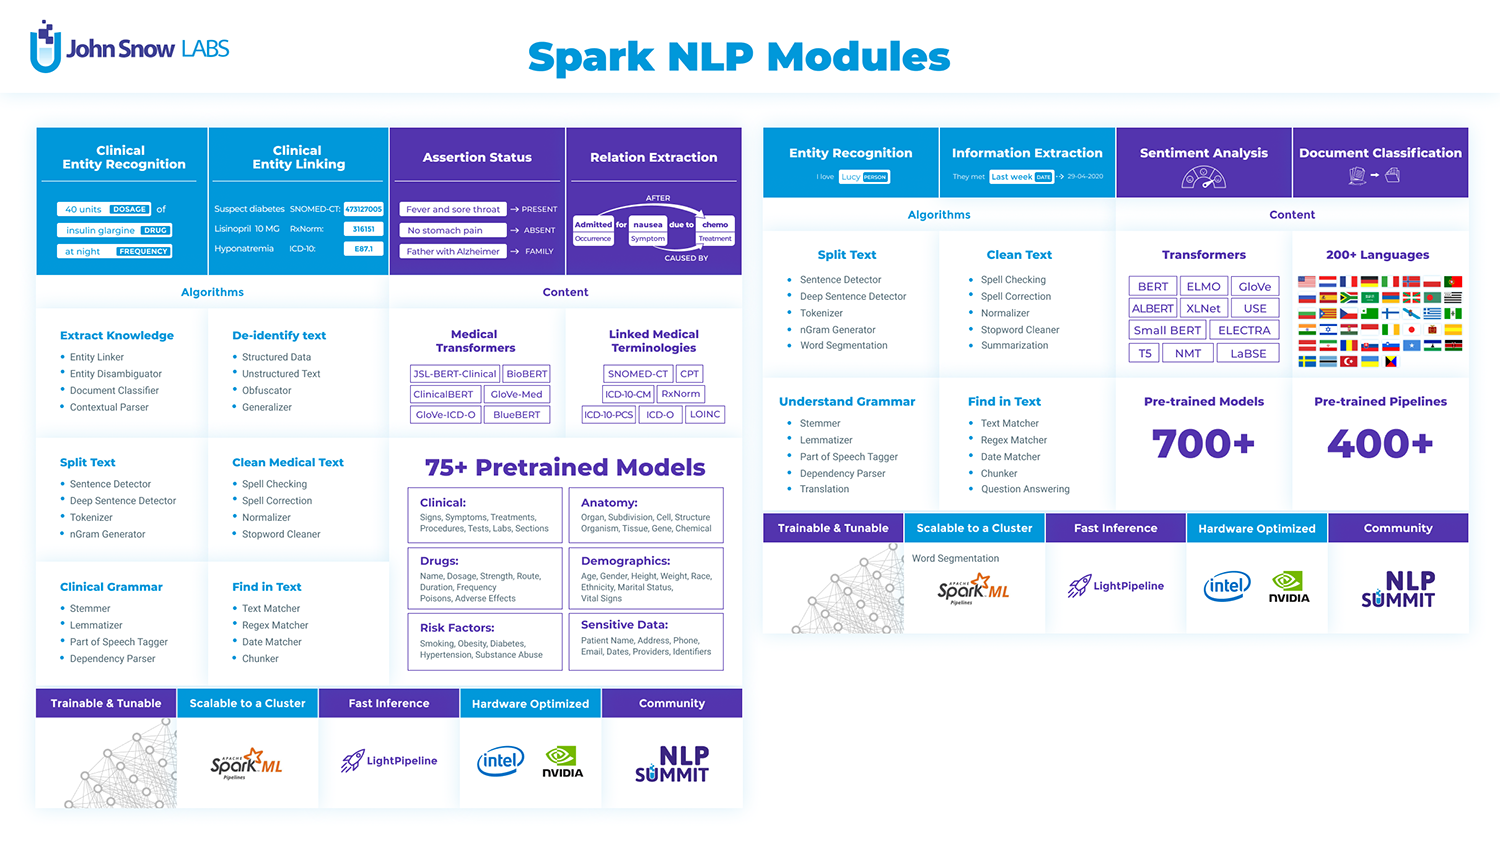 John Snow LABS
Spark NLP Modules
Clinical
Entity Recognition
40 units DOSAGE of
insulin glargine DRUG
at night FREQUENCY
Clinical
Entity Linking
Suspect diabetes SNOMED-CT: 473127005
Lisinopril 10 MG RxNorm: 316151
Hyponatremia ICD-10: E87.1
Assertion Status
Fever and sore throat → PRESENT
No stomach pain → ABSENT
Father with Alzheimer → FAMILY
Relation Extraction
AFTER
Admitted for nausea due to chemo
Occurrence Symptom Treatment
CAUSED BY
Algorithms
Content
Extract Knowledge
• Entity Linker
• Entity Disambiguator
• Document Classifier
• Contextual Parser
De-identify text
• Structured Data
• Unstructured Text
• Obfuscator
• Generalizer
Medical
Transformers
JSL-BERT-Clinical BioBERT
ClinicalBERT GloVe-Med
GloVe-ICD-O BlueBERT
Linked Medical
Terminologies
SNOMED-CT CPT
ICD-10-CM RxNorm
ICD-10-PCS ICD-O LOINC
Split Text
• Sentence Detector
• Deep Sentence Detector
• Tokenizer
• nGram Generator
Clean Medical Text
• Spell Checking
• Spell Correction
• Normalizer
• Stopword Cleaner
75+ Pretrained Models
Clinical:
Signs, Symptoms, Treatments,
Procedures, Tests, Labs, Sections
Anatomy:
Organ, Subdivision, Cell, Structure
Organism, Tissue, Gene, Chemical
Drugs:
Name, Dosage, Strength, Route,
Duration, Frequency
Poisons, Adverse Effects
Demographics:
Age, Gender, Height, Weight, Race,
Ethnicity, Marital Status,
Vital Signs
Risk Factors:
Smoking, Obesity, Diabetes,
Hypertension, Substance Abuse
Sensitive Data:
Patient Name, Address, Phone,
Email, Dates, Providers, Identifiers
Clinical Grammar
• Stemmer
• Lemmatizer
• Part of Speech Tagger
• Dependency Parser
Find in Text
• Text Matcher
• Regex Matcher
• Date Matcher
• Chunker
Trainable & Tunable
Scalable to a Cluster
Fast Inference
Hardware Optimized
Community
APACHE
Spark ML
Pipelines
LightPipeline
intel
NVIDIA
NLP
SUMMIT
Entity Recognition
I love Lucy PERSON
Information Extraction
They met Last week DATE → 29-04-2020
Sentiment Analysis
Document Classification
Algorithms
Content
Split Text
• Sentence Detector
• Deep Sentence Detector
• Tokenizer
• nGram Generator
• Word Segmentation
Clean Text
• Spell Checking
• Spell Correction
• Normalizer
• Stopword Cleaner
• Summarization
Transformers
BERT ELMO GloVe
ALBERT XLNet USE
Small BERT ELECTRA
T5 NMT LaBSE
200+ Languages
Understand Grammar
• Stemmer
• Lemmatizer
• Part of Speech Tagger
• Dependency Parser
• Translation
Find in Text
• Text Matcher
• Regex Matcher
• Date Matcher
• Chunker
• Question Answering
Pre-trained Models
700+
Pre-trained Pipelines
400+
Trainable & Tunable
Scalable to a Cluster
Fast Inference
Hardware Optimized
Community
Word Segmentation
APACHE
Spark ML
Pipelines
LightPipeline
intel
NVIDIA
NLP
SUMMIT